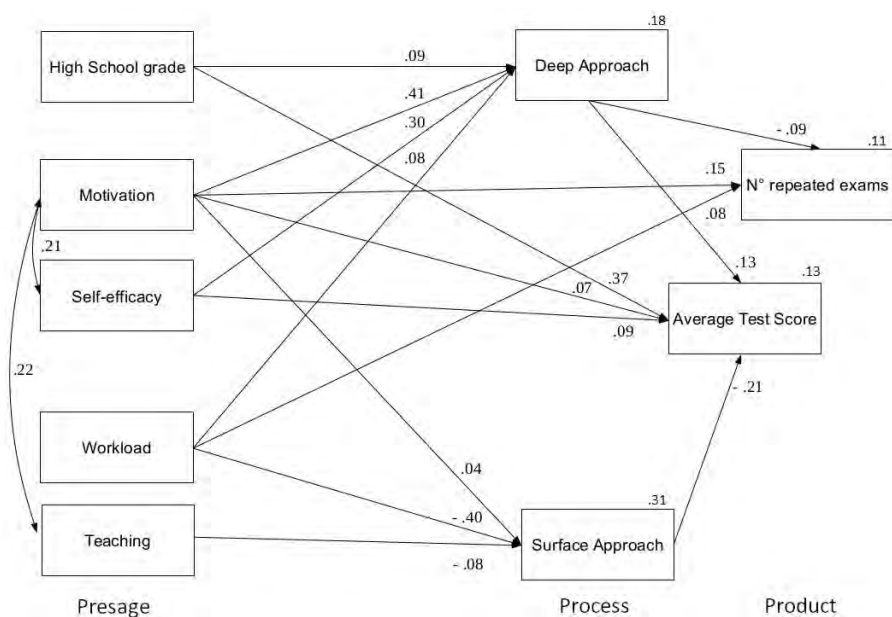 .18
High School grade
.09
Deep Approach
.41
- .09
.30
.11
.08
.15
N° repeated exams
Motivation
.08
.21
.13
.13
Self-efficacy
.37
.07
Average Test Score
.09
.22
- .21
Workload
.04
.31
- .40
Teaching
Surface Approach
- .08
Presage
Process
Product